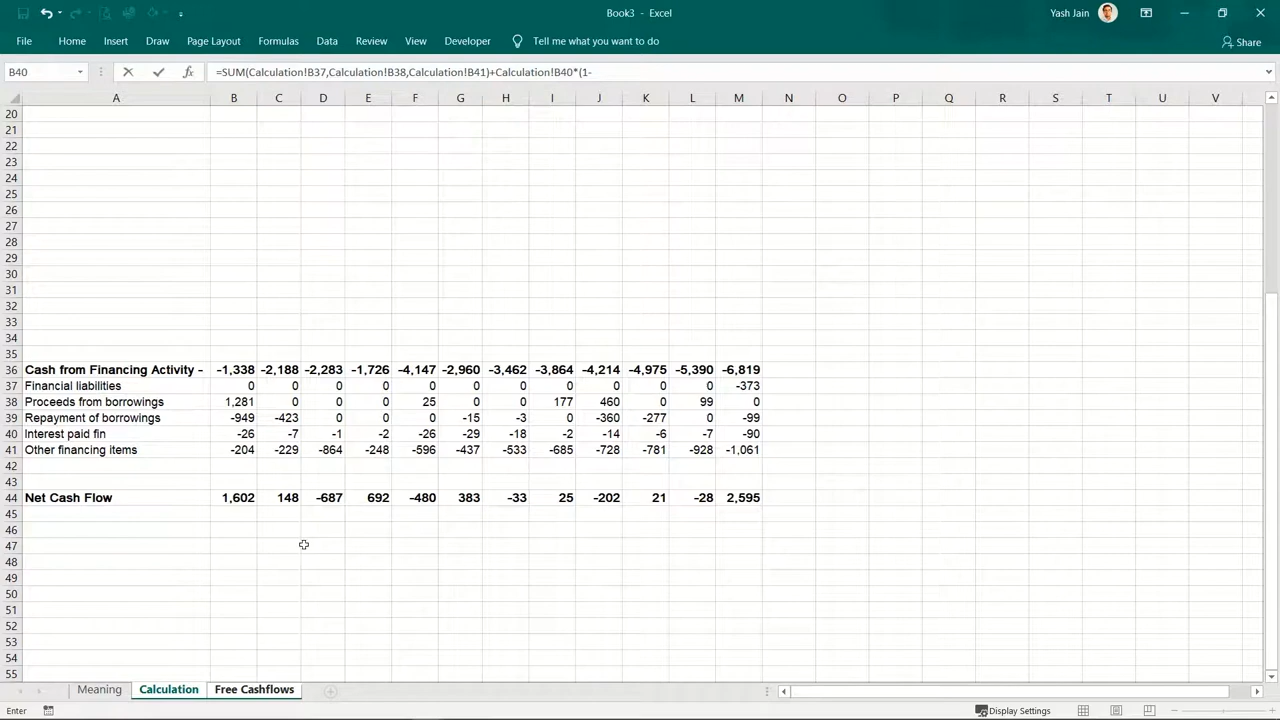 Book3 - Excel
Yash Jain
File Home Insert Draw Page Layout Formulas Data Review View Developer Tell me what you want to do Share
B40 fx =SUM(Calculation!B37,Calculation!B38,Calculation!B41)+Calculation!B40*(1-
A B C D E F G H I J K L M N O P Q R S T U V
20
21
22
23
24
25
26
27
28
29
30
31
32
33
34
35
36 Cash from Financing Activity - -1,338 -2,188 -2,283 -1,726 -4,147 -2,960 -3,462 -3,864 -4,214 -4,975 -5,390 -6,819
37 Financial liabilities 0 0 0 0 0 0 0 0 0 0 0 -373
38 Proceeds from borrowings 1,281 0 0 0 25 0 0 177 460 0 99 0
39 Repayment of borrowings -949 -423 0 0 0 -15 -3 0 -360 -277 0 -99
40 Interest paid fin -26 -7 -1 -2 -26 -29 -18 -2 -14 -6 -7 -90
41 Other financing items -204 -229 -864 -248 -596 -437 -533 -685 -728 -781 -928 -1,061
42
43
44 Net Cash Flow 1,602 148 -687 692 -480 383 -33 25 -202 21 -28 2,595
45
46
47
48
49
50
51
52
53
54
55
Meaning Calculation Free Cashflows
Enter Display Settings